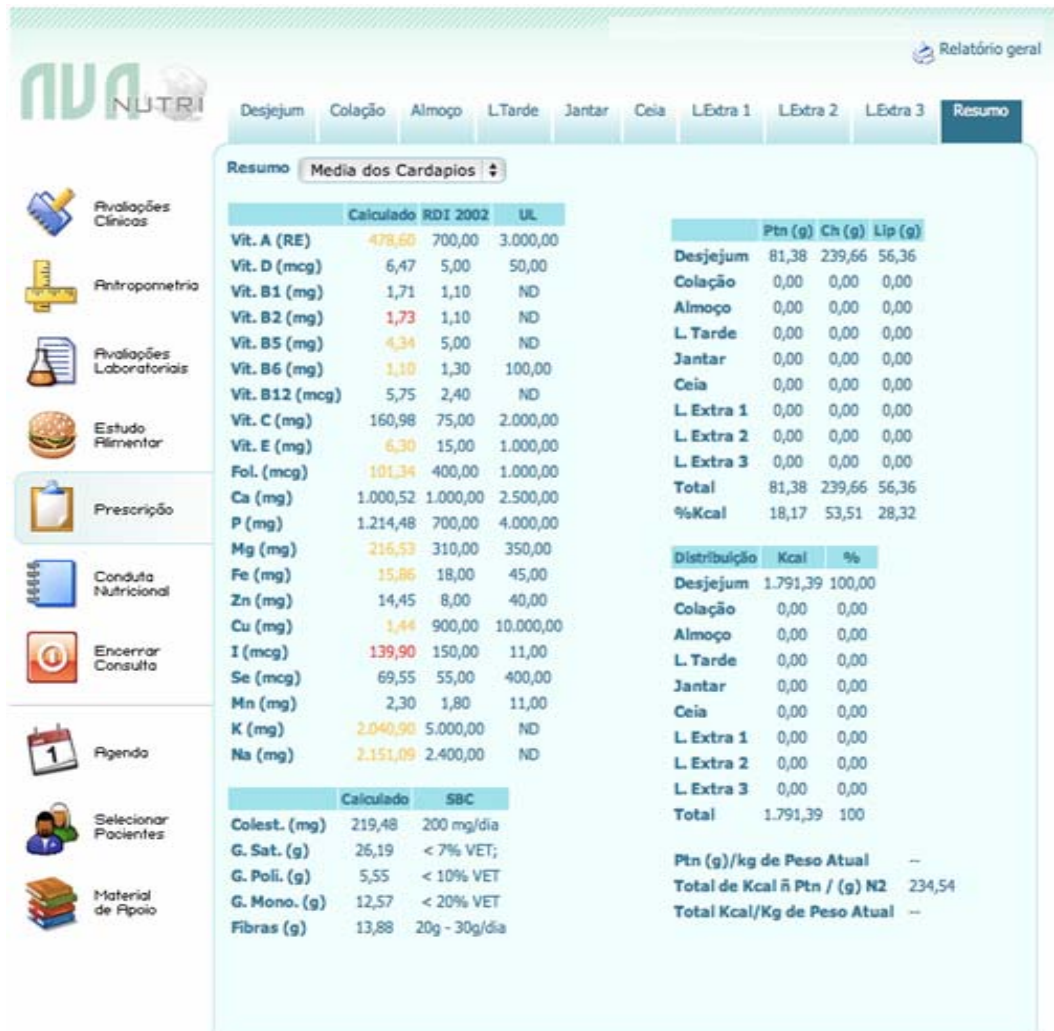 Relatório geral
AVA NUTRI
Desjejum Colação Almoço L.Tarde Jantar Ceia L.Extra 1 L.Extra 2 L.Extra 3 Resumo
Resumo Media dos Cardapios
Avaliações Clínicas
Antropometria
Avaliações Laboratoriais
Estudo Alimentar
Prescrição
Conduta Nutricional
Encerrar Consulta
Agenda
Selecionar Pacientes
Material de Apoio
Calculado RDI 2002 UL
Vit. A (RE) 478,60 700,00 3.000,00
Vit. D (mcg) 6,47 5,00 50,00
Vit. B1 (mg) 1,71 1,10 ND
Vit. B2 (mg) 1,73 1,10 ND
Vit. B5 (mg) 4,34 5,00 ND
Vit. B6 (mg) 1,10 1,30 100,00
Vit. B12 (mcg) 5,75 2,40 ND
Vit. C (mg) 160,98 75,00 2.000,00
Vit. E (mg) 6,30 15,00 1.000,00
Fol. (mcg) 101,34 400,00 1.000,00
Ca (mg) 1.000,52 1.000,00 2.500,00
P (mg) 1.214,48 700,00 4.000,00
Mg (mg) 216,53 310,00 350,00
Fe (mg) 15,86 18,00 45,00
Zn (mg) 14,45 8,00 40,00
Cu (mg) 1,44 900,00 10.000,00
I (mcg) 139,90 150,00 11,00
Se (mcg) 69,55 55,00 400,00
Mn (mg) 2,30 1,80 11,00
K (mg) 2.040,90 5.000,00 ND
Na (mg) 2.151,09 2.400,00 ND
Calculado SBC
Colest. (mg) 219,48 200 mg/dia
G. Sat. (g) 26,19 < 7% VET;
G. Poli. (g) 5,55 < 10% VET
G. Mono. (g) 12,57 < 20% VET
Fibras (g) 13,88 20g - 30g/dia
Ptn (g) Ch (g) Lip (g)
Desjejum 81,38 239,66 56,36
Colação 0,00 0,00 0,00
Almoço 0,00 0,00 0,00
L. Tarde 0,00 0,00 0,00
Jantar 0,00 0,00 0,00
Ceia 0,00 0,00 0,00
L. Extra 1 0,00 0,00 0,00
L. Extra 2 0,00 0,00 0,00
L. Extra 3 0,00 0,00 0,00
Total 81,38 239,66 56,36
%Kcal 18,17 53,51 28,32
Distribuição Kcal %
Desjejum 1.791,39 100,00
Colação 0,00 0,00
Almoço 0,00 0,00
L. Tarde 0,00 0,00
Jantar 0,00 0,00
Ceia 0,00 0,00
L. Extra 1 0,00 0,00
L. Extra 2 0,00 0,00
L. Extra 3 0,00 0,00
Total 1.791,39 100
Ptn (g)/kg de Peso Atual --
Total de Kcal ñ Ptn / (g) N2 234,54
Total Kcal/Kg de Peso Atual --
1